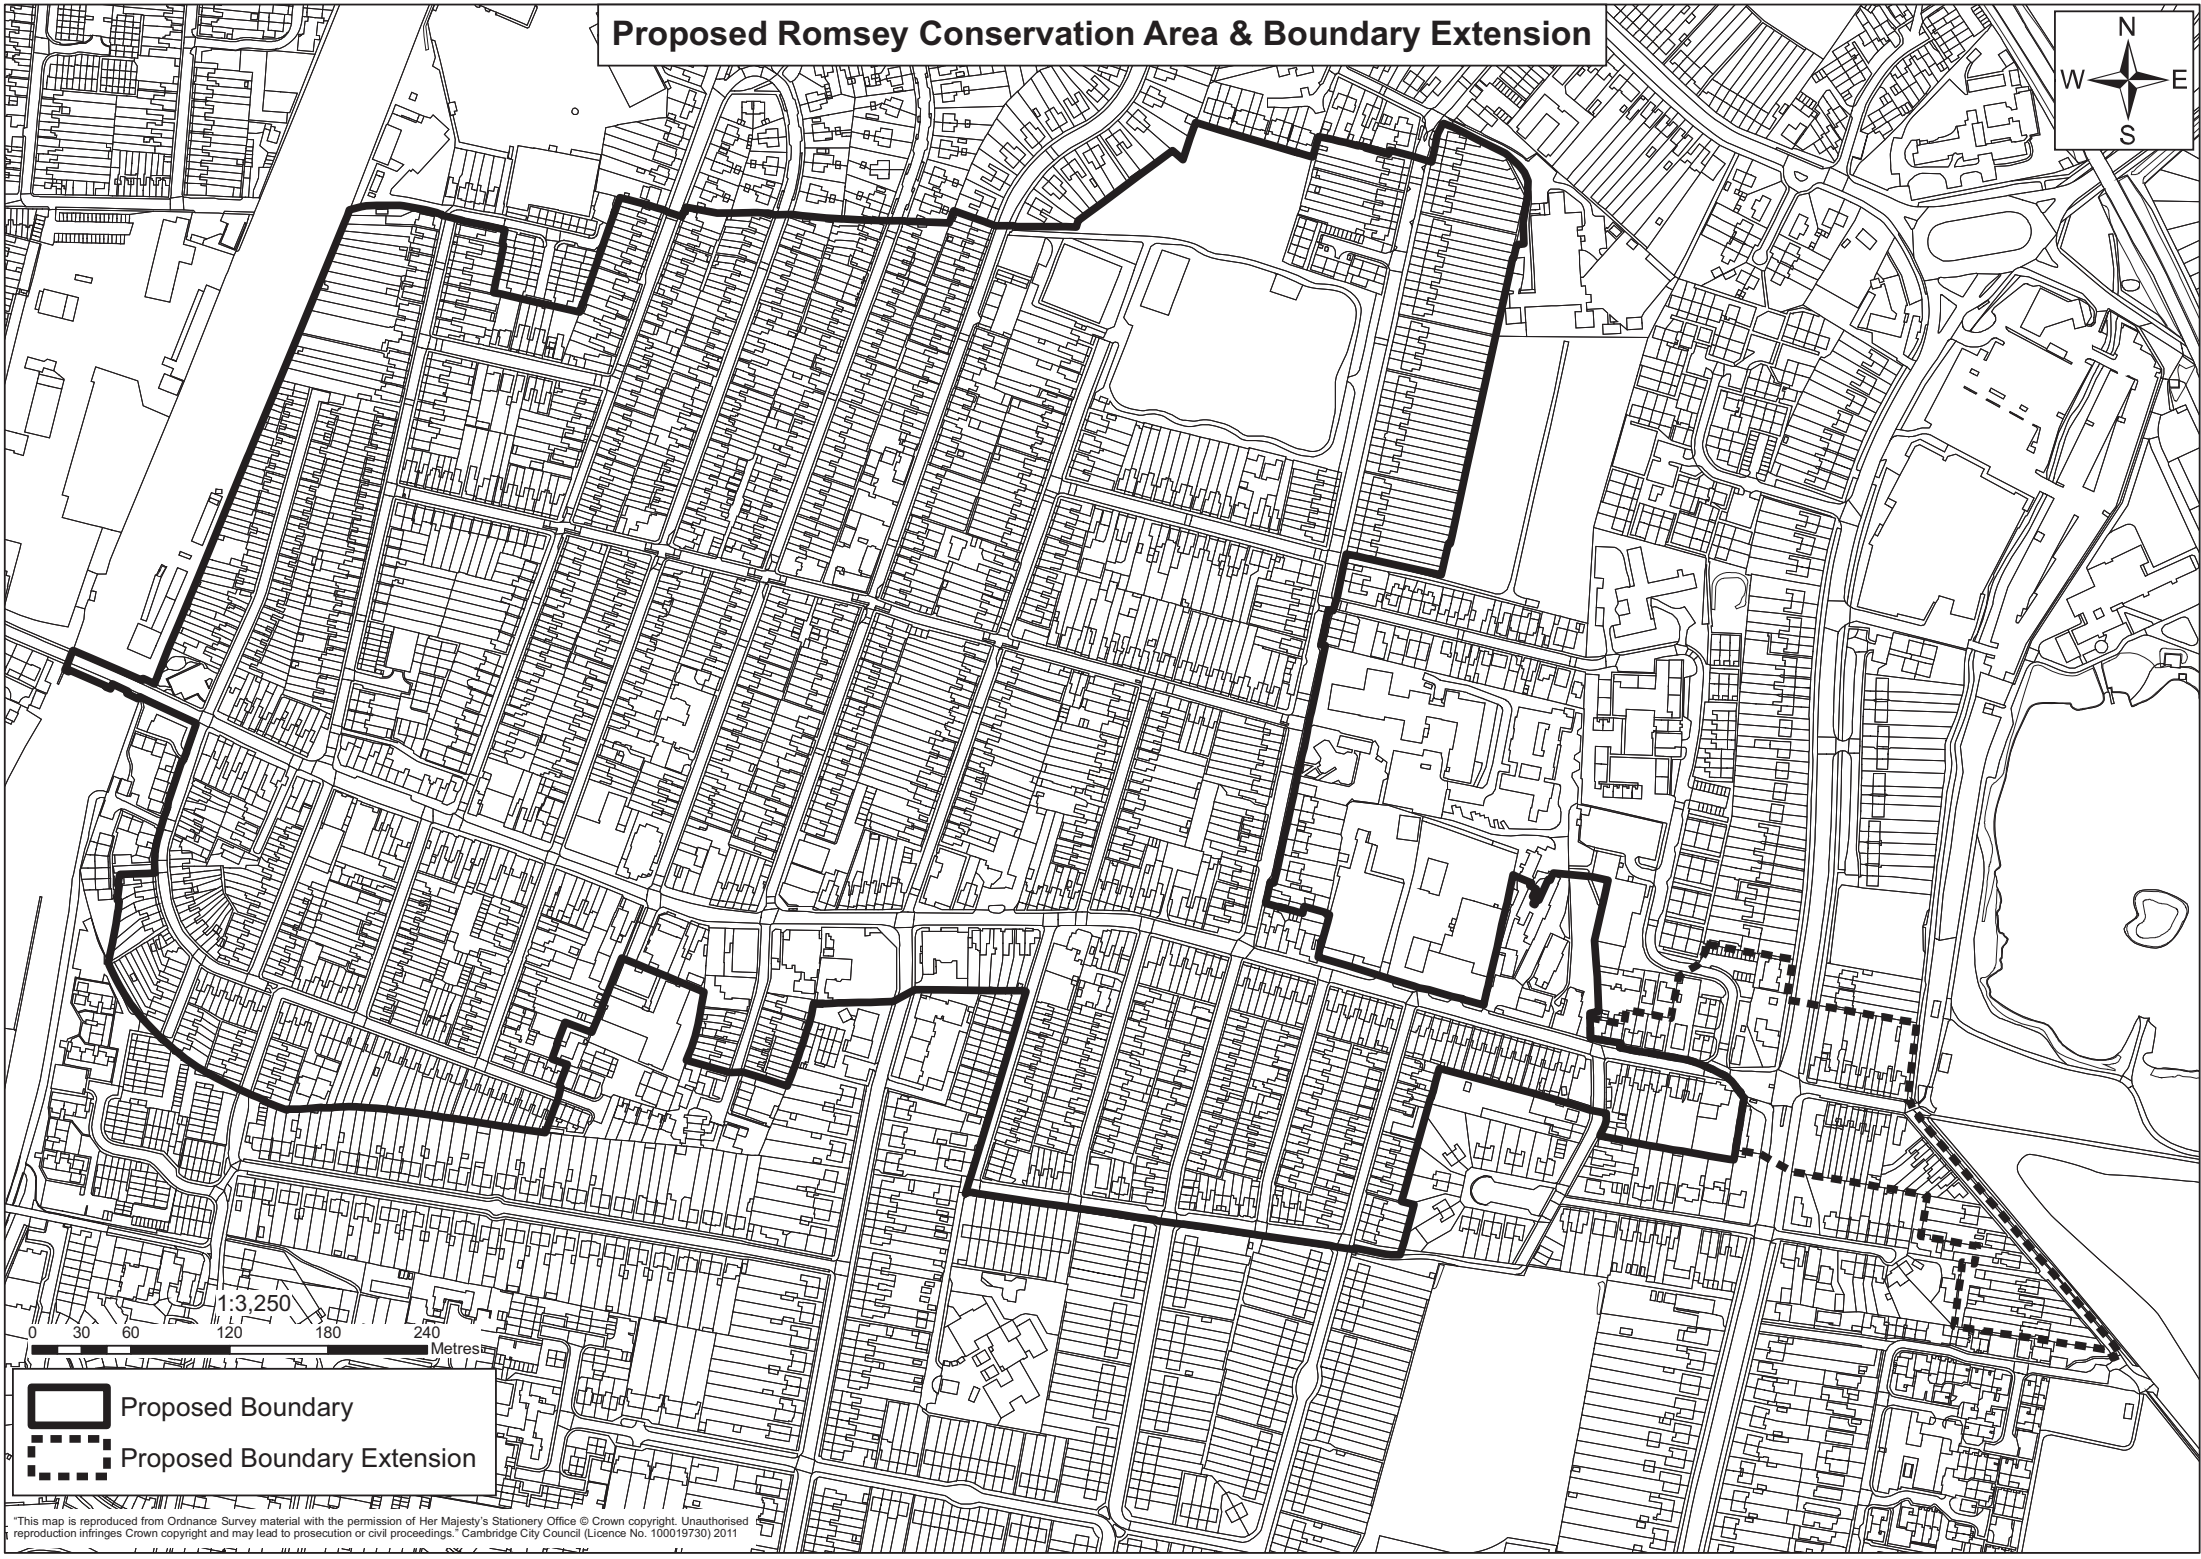 Proposed Romsey Conservation Area & Boundary Extension
N
W E
S
1:3,250
0 30 60 120 180 240
Metres
Proposed Boundary
Proposed Boundary Extension
"This map is reproduced from Ordnance Survey material with the permission of Her Majesty's Stationery Office © Crown copyright. Unauthorised
reproduction infringes Crown copyright and may lead to prosecution or civil proceedings." Cambridge City Council (Licence No. 100019730) 2011